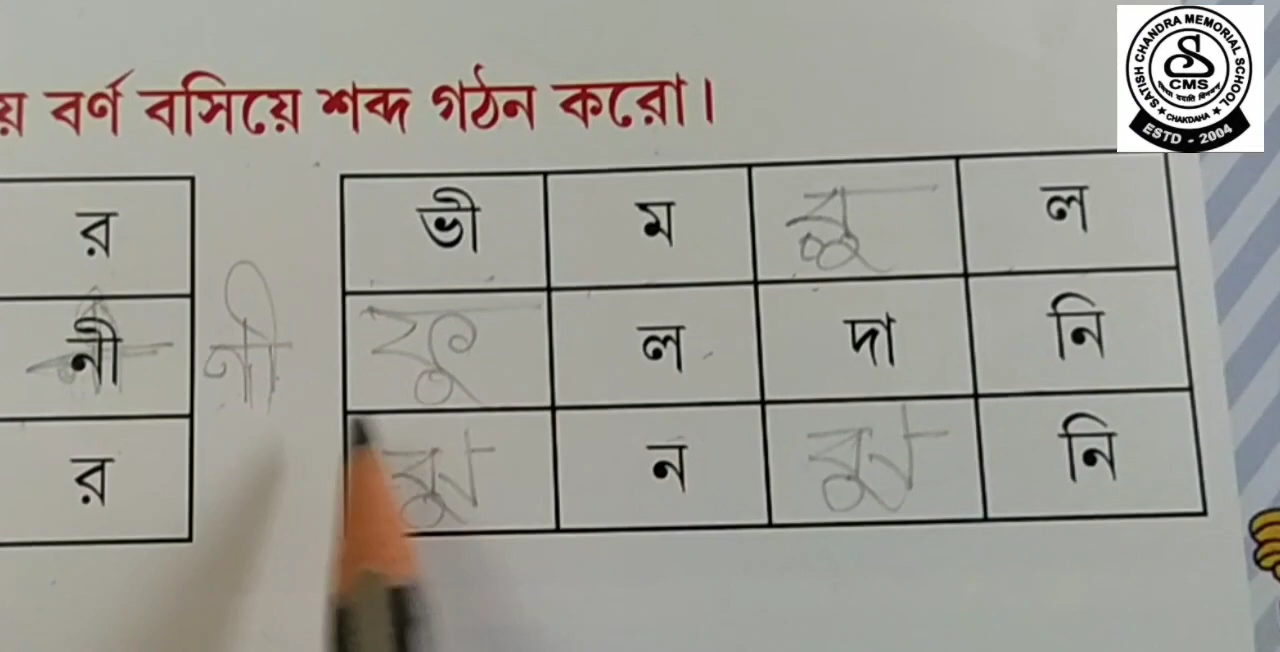 য় বর্ণ বসিয়ে শব্দ গঠন করো।
র
নী
নী
র
ভী ম রু ল
ফু ল দা নি
ঝু ন ঝু নি
SATISH CHANDRA MEMORIAL SCHOOL
CMS
★ CHAKDAHA ★
ESTD - 2004